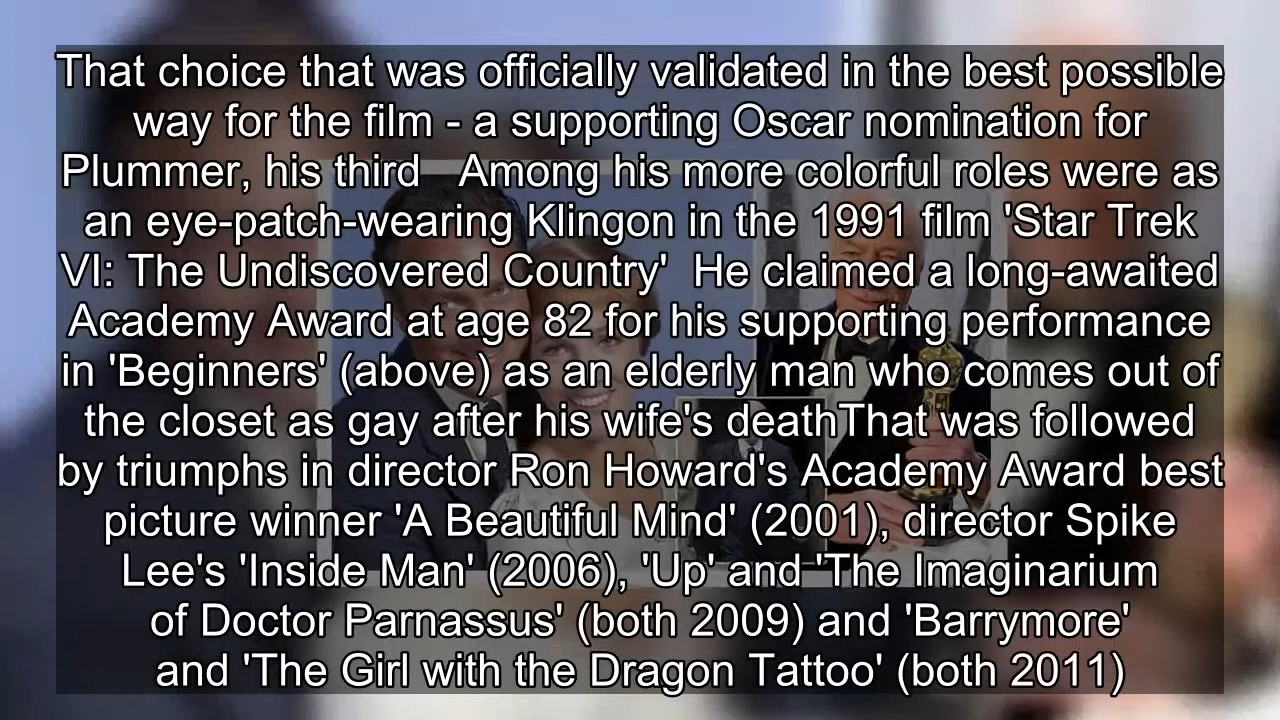 That choice that was officially validated in the best possible
way for the film - a supporting Oscar nomination for
Plummer, his third   Among his more colorful roles were as
an eye-patch-wearing Klingon in the 1991 film 'Star Trek
VI: The Undiscovered Country'  He claimed a long-awaited
Academy Award at age 82 for his supporting performance
in 'Beginners' (above) as an elderly man who comes out of
the closet as gay after his wife's deathThat was followed
by triumphs in director Ron Howard's Academy Award best
picture winner 'A Beautiful Mind' (2001), director Spike
Lee's 'Inside Man' (2006), 'Up' and 'The Imaginarium
of Doctor Parnassus' (both 2009) and 'Barrymore'
and 'The Girl with the Dragon Tattoo' (both 2011)